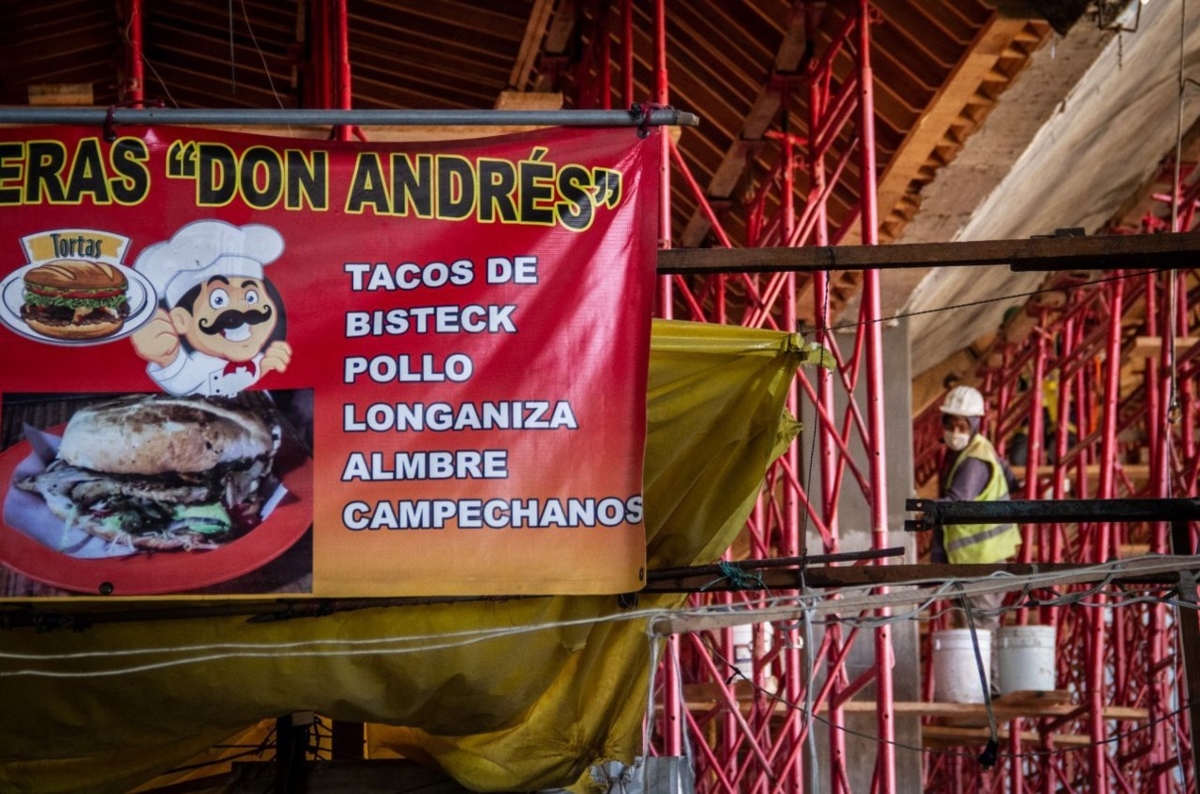 ERAS “DON ANDRÉS”
Tortas
TACOS DE
BISTECK
POLLO
LONGANIZA
ALMBRE
CAMPECHANOS